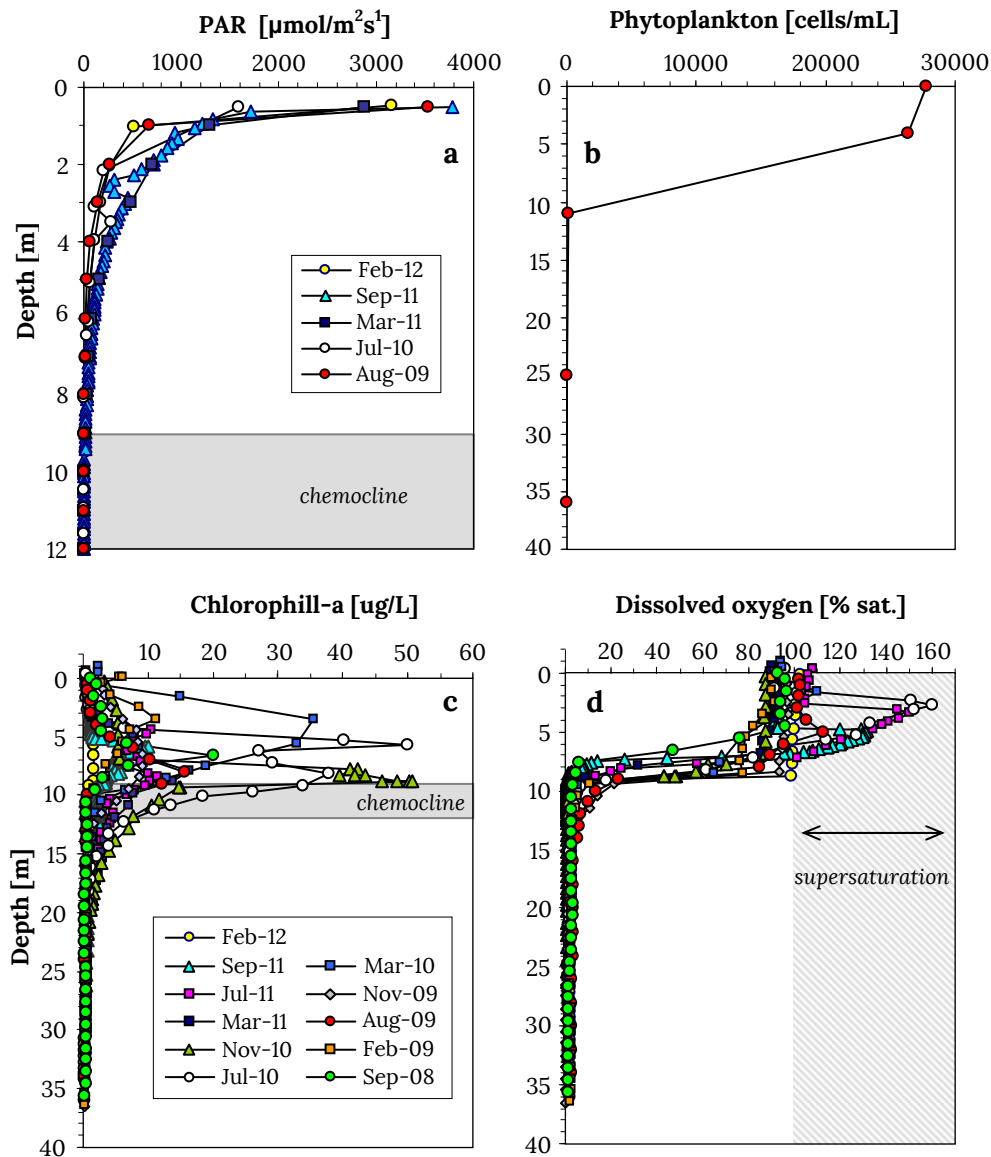 PAR [µmol/m²s¹]
0 1000 2000 3000 4000
0
2
4
6
8
10
12
Depth [m]
a
Feb-12
Sep-11
Mar-11
Jul-10
Aug-09
chemocline
Phytoplankton [cells/mL]
0 10000 20000 30000
0
5
10
15
20
25
30
35
40
b
Chlorophill-a [ug/L]
0 10 20 30 40 50 60
0
5
10
15
20
25
30
35
40
Depth [m]
c
chemocline
Feb-12
Sep-11 Mar-10
Jul-11 Nov-09
Mar-11 Aug-09
Nov-10 Feb-09
Jul-10 Sep-08
Dissolved oxygen [% sat.]
0 20 40 60 80 100 120 140 160
0
5
10
15
20
25
30
35
40
d
supersaturation